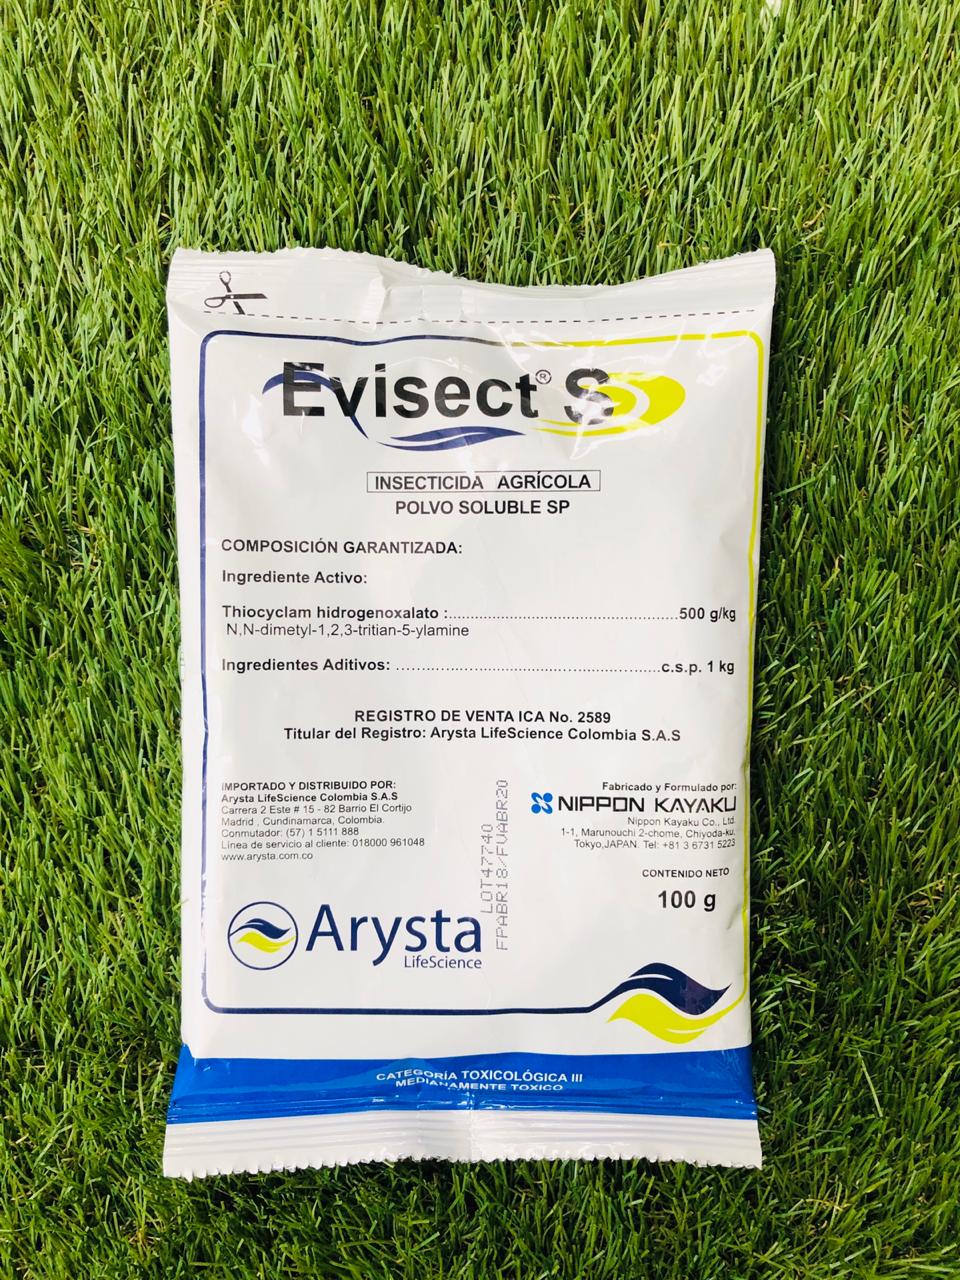 Evisect® S
INSECTICIDA AGRÍCOLA
POLVO SOLUBLE SP
COMPOSICIÓN GARANTIZADA:
Ingrediente Activo:
Thiocyclam hidrogenoxalato :..............................................500 g/kg
N,N-dimetyl-1,2,3-tritian-5-ylamine
Ingredientes Aditivos: ..........................................c.s.p. 1 kg
REGISTRO DE VENTA ICA No. 2589
Titular del Registro: Arysta LifeScience Colombia S.A.S
IMPORTADO Y DISTRIBUIDO POR:
Arysta LifeScience Colombia S.A.S
Carrera 2 Este # 15 - 82 Barrio El Cortijo
Madrid , Cundinamarca, Colombia.
Conmutador: (57) 1 5111 888
Linea de servicio al cliente: 018000 961048
www.arysta.com.co
LOT47740
FPABR18/FVABR20
Fabricado y Formulado por:
NIPPON KAYAKU
Nippon Kayaku Co., Ltd.
1-1, Marunouchi 2-chome, Chiyoda-ku,
Tokyo,JAPAN. Tel: +81 3 6731 5223
CONTENIDO NETO
100 g
Arysta
LifeScience
CATEGORÍA TOXICOLÓGICA III
MEDIANAMENTE TOXICO